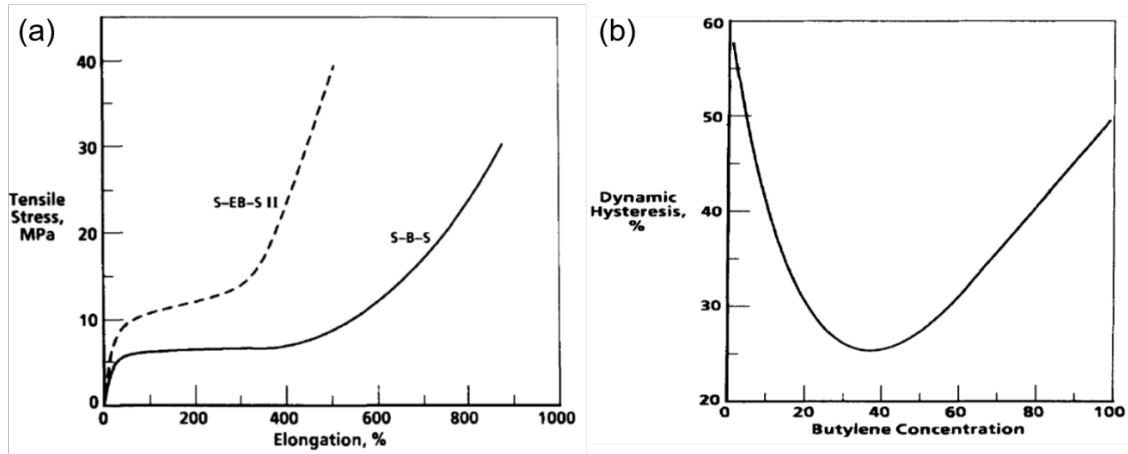 (a)
40
30
20
10
0
Tensile
Stress,
MPa
S-EB-S II
S-B-S
0 200 400 600 800 1000
Elongation, %
(b)
60
50
40
30
20
Dynamic
Hysteresis,
%
0 20 40 60 80 100
Butylene Concentration